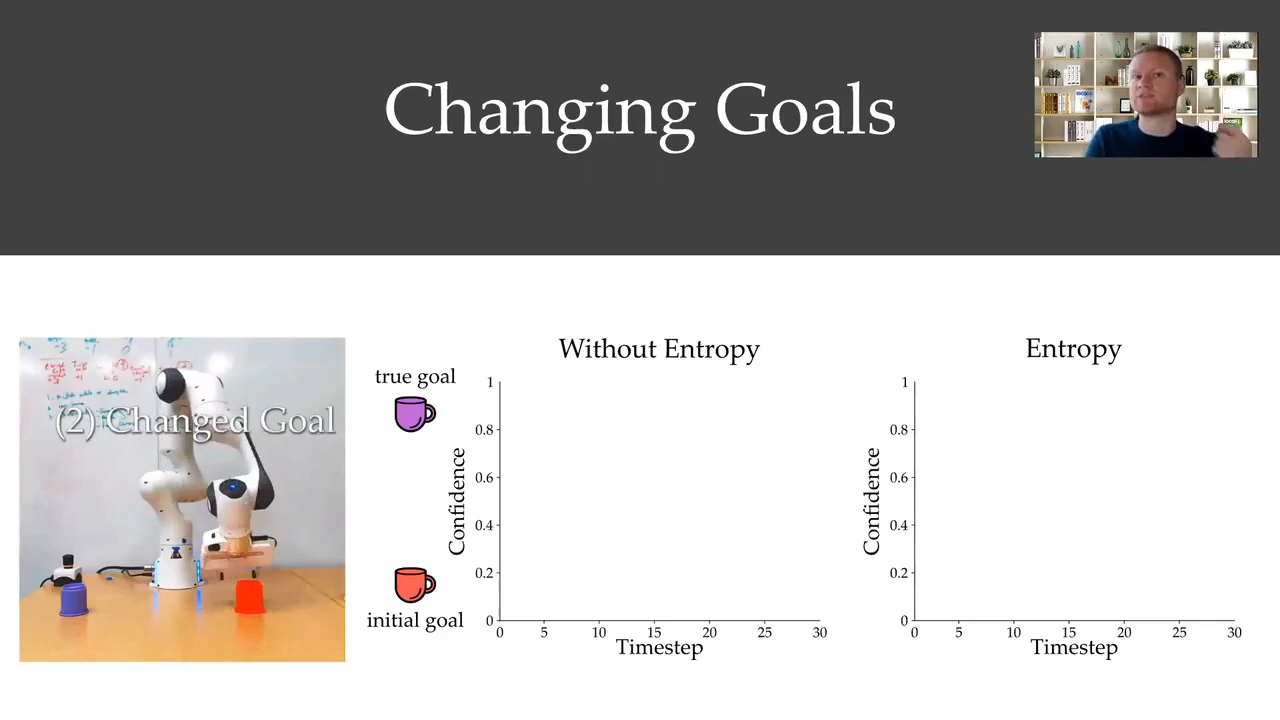 Changing Goals
(2) Changed Goal
true goal
initial goal
Without Entropy
Confidence
1
0.8
0.6
0.4
0.2
0
0 5 10 15 20 25 30
Timestep
Entropy
Confidence
1
0.8
0.6
0.4
0.2
0
0 5 10 15 20 25 30
Timestep